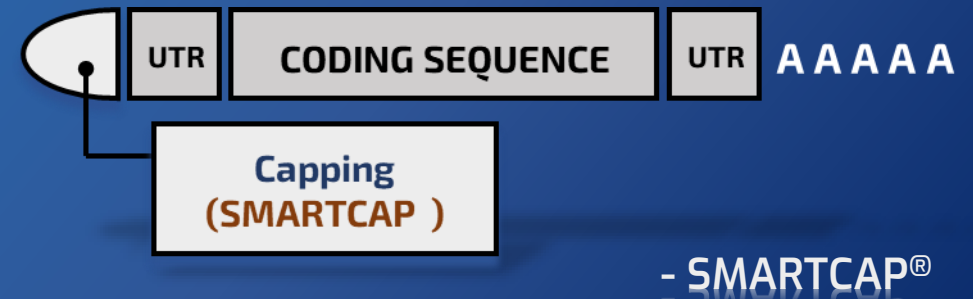 UTR CODING SEQUENCE UTR A A A A A
Capping
(SMARTCAP )
- SMARTCAP®